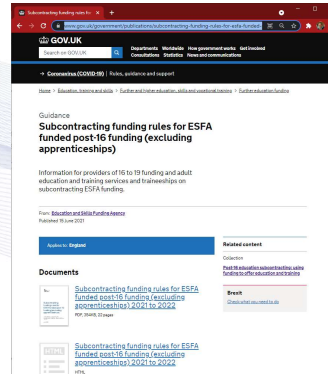 Subcontracting funding rules for E
www.gov.uk/government/publications/subcontracting-funding-rules-for-esfa-funded-
GOV.UK
Search on GOV.UK
Departments Worldwide How government works Get involved
Consultations Statistics News and communications
→ Coronavirus (COVID-19) | Rules, guidance and support
Home > Education, training and skills > Further and higher education, skills and vocational training > Further education funding
Guidance
Subcontracting funding rules for ESFA
funded post-16 funding (excluding
apprenticeships)
Information for providers of 16 to 19 funding and adult
education and training services and traineeships on
subcontracting ESFA funding.
From: Education and Skills Funding Agency
Published 15 June 2021
Applies to: England
Related content
Collection
Post-16 education subcontracting: using
funding to offer education and training
Brexit
Check what you need to do
Documents
Subcontracting funding rules for ESFA
funded post-16 funding (excluding
apprenticeships) 2021 to 2022
PDF, 384KB, 32 pages
HTML
Subcontracting funding rules for ESFA
funded post-16 funding (excluding
apprenticeships) 2021 to 2022
HTML